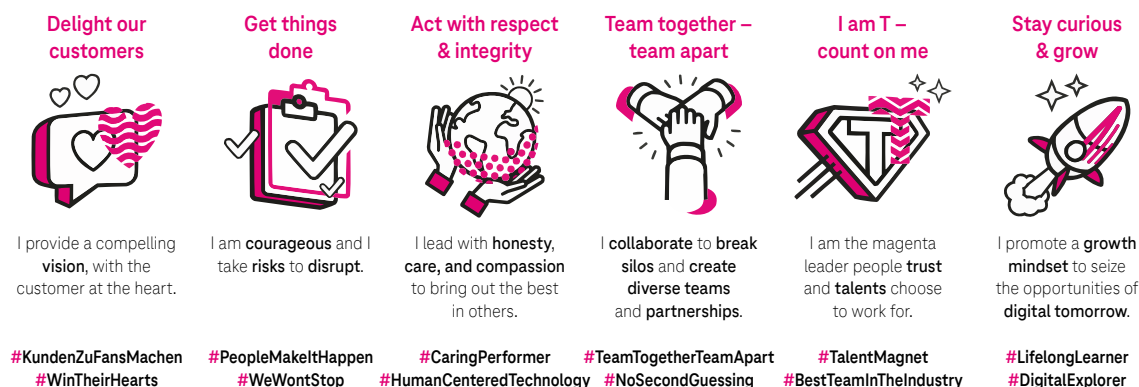 Delight our
customers
I provide a compelling
vision, with the
customer at the heart.
#KundenZuFansMachen
#WinTheirHearts
Get things
done
I am courageous and I
take risks to disrupt.
#PeopleMakeItHappen
#WeWontStop
Act with respect
& integrity
I lead with honesty,
care, and compassion
to bring out the best
in others.
#CaringPerformer
#HumanCenteredTechnology
Team together –
team apart
I collaborate to break
silos and create
diverse teams
and partnerships.
#TeamTogetherTeamApart
#NoSecondGuessing
I am T –
count on me
T
I am the magenta
leader people trust
and talents choose
to work for.
#TalentMagnet
#BestTeamInTheIndustry
Stay curious
& grow
I promote a growth
mindset to seize
the opportunities of
digital tomorrow.
#LifelongLearner
#DigitalExplorer